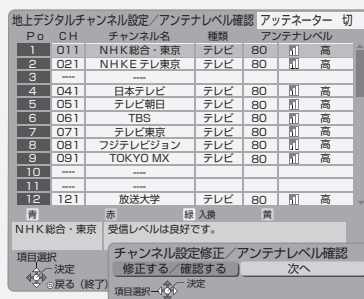 地上デジタルチャンネル設定／アンテナレベル確認 アッテネーター 切
Po CH チャンネル名 種類 アンテナレベル
1 011 NHK総合・東京 テレビ 80 高
2 021 NHKEテレ東京 テレビ 80 高
3 ---- ----
4 041 日本テレビ テレビ 80 高
5 051 テレビ朝日 テレビ 80 高
6 061 TBS テレビ 80 高
7 071 テレビ東京 テレビ 80 高
8 081 フジテレビジョン テレビ 80 高
9 091 TOKYO MX テレビ 80 高
10 ---- ----
11 ---- ----
12 121 放送大学 テレビ 80 高
青 赤 緑 入換 黄
NHK総合・東京 受信レベルは良好です。
項目選択
決定
戻る（終了）
チャンネル設定修正／アンテナレベル確認
修正する／確認する 次へ
項目選択 決定